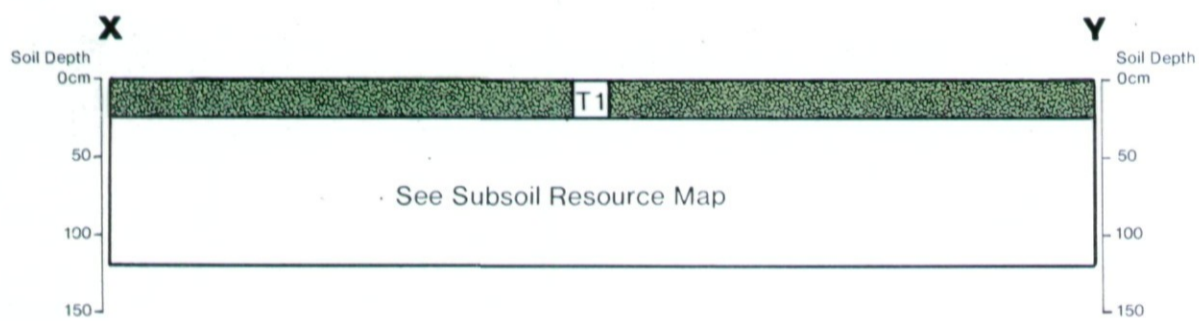 X Y
Soil Depth Soil Depth
0cm 0cm
T1
50 50
See Subsoil Resource Map
100 100
150 150